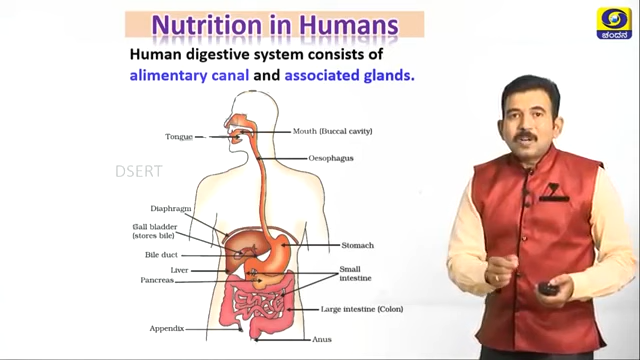 Nutrition in Humans
ಚಂದನ
Human digestive system consists of
alimentary canal and associated glands.
Tongue
Mouth (Buccal cavity)
Oesophagus
DSERT
Diaphragm
Gall bladder
(stores bile)
Bile duct
Liver
Pancreas
Stomach
Small
intestine
Large intestine (Colon)
Appendix
Anus